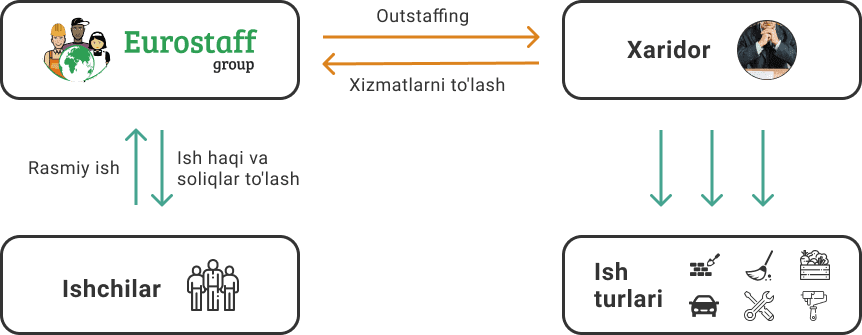 Eurostaff
group
Outstaffing
Xizmatlarni to'lash
Xaridor
Rasmiy ish
Ish haqi va
soliqlar to'lash
Ishchilar
Ish
turlari